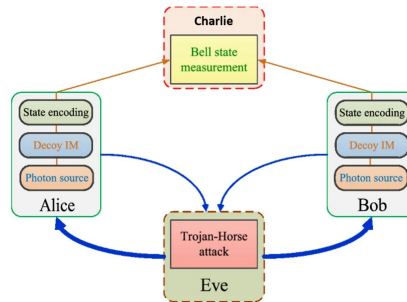 Charlie
Bell state
measurement
State encoding
Decoy IM
Photon source
Alice
State encoding
Decoy IM
Photon source
Bob
Trojan-Horse
attack
Eve